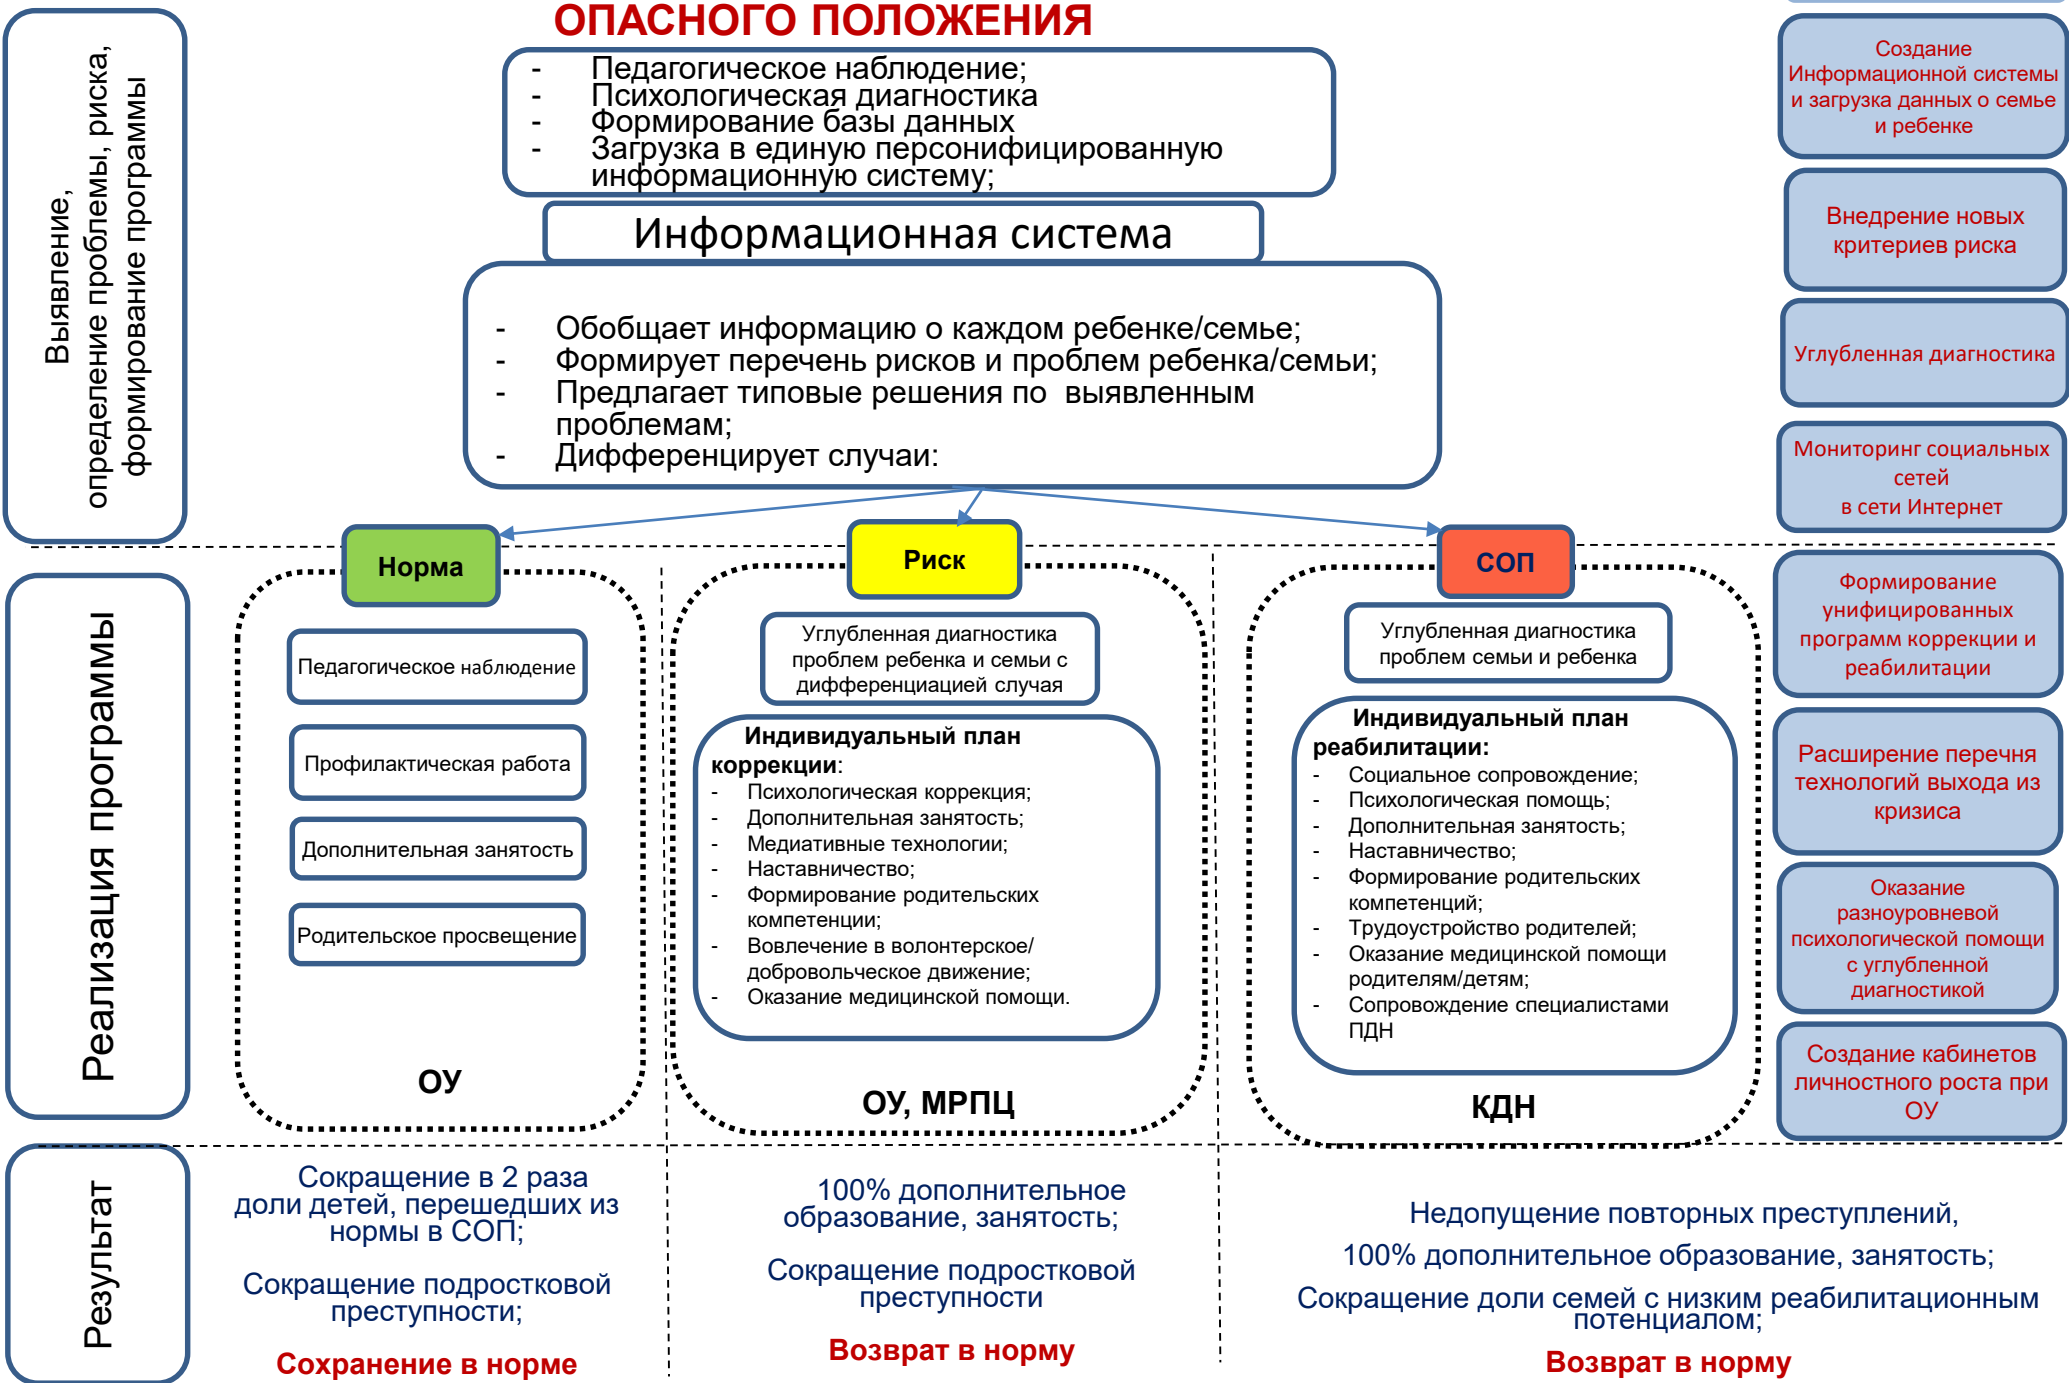 ОПАСНОГО ПОЛОЖЕНИЯ
Выявление,
определение проблемы, риска,
формирование программы
- Педагогическое наблюдение;
- Психологическая диагностика
- Формирование базы данных
- Загрузка в единую персонифицированную
информационную систему;
Информационная система
- Обобщает информацию о каждом ребенке/семье;
- Формирует перечень рисков и проблем ребенка/семьи;
- Предлагает типовые решения по выявленным
проблемам;
- Дифференцирует случаи:
Создание
Информационной системы
и загрузка данных о семье
и ребенке
Внедрение новых
критериев риска
Углубленная диагностика
Мониторинг социальных
сетей
в сети Интернет
Реализация программы
Норма
Педагогическое наблюдение
Профилактическая работа
Дополнительная занятость
Родительское просвещение
ОУ
Риск
Углубленная диагностика
проблем ребенка и семьи с
дифференциацией случая
Индивидуальный план
коррекции:
- Психологическая коррекция;
- Дополнительная занятость;
- Медиативные технологии;
- Наставничество;
- Формирование родительских
компетенции;
- Вовлечение в волонтерское/
добровольческое движение;
- Оказание медицинской помощи.
ОУ, МРПЦ
СОП
Углубленная диагностика
проблем семьи и ребенка
Индивидуальный план
реабилитации:
- Социальное сопровождение;
- Психологическая помощь;
- Дополнительная занятость;
- Наставничество;
- Формирование родительских
компетенций;
- Трудоустройство родителей;
- Оказание медицинской помощи
родителям/детям;
- Сопровождение специалистами
ПДН
КДН
Формирование
унифицированных
программ коррекции и
реабилитации
Расширение перечня
технологий выхода из
кризиса
Оказание
разноуровневой
психологической помощи
с углубленной
диагностикой
Создание кабинетов
личностного роста при
ОУ
Результат
Сокращение в 2 раза
доли детей, перешедших из
нормы в СОП;
Сокращение подростковой
преступности;
Сохранение в норме
100% дополнительное
образование, занятость;
Сокращение подростковой
преступности
Возврат в норму
Недопущение повторных преступлений,
100% дополнительное образование, занятость;
Сокращение доли семей с низким реабилитационным
потенциалом;
Возврат в норму